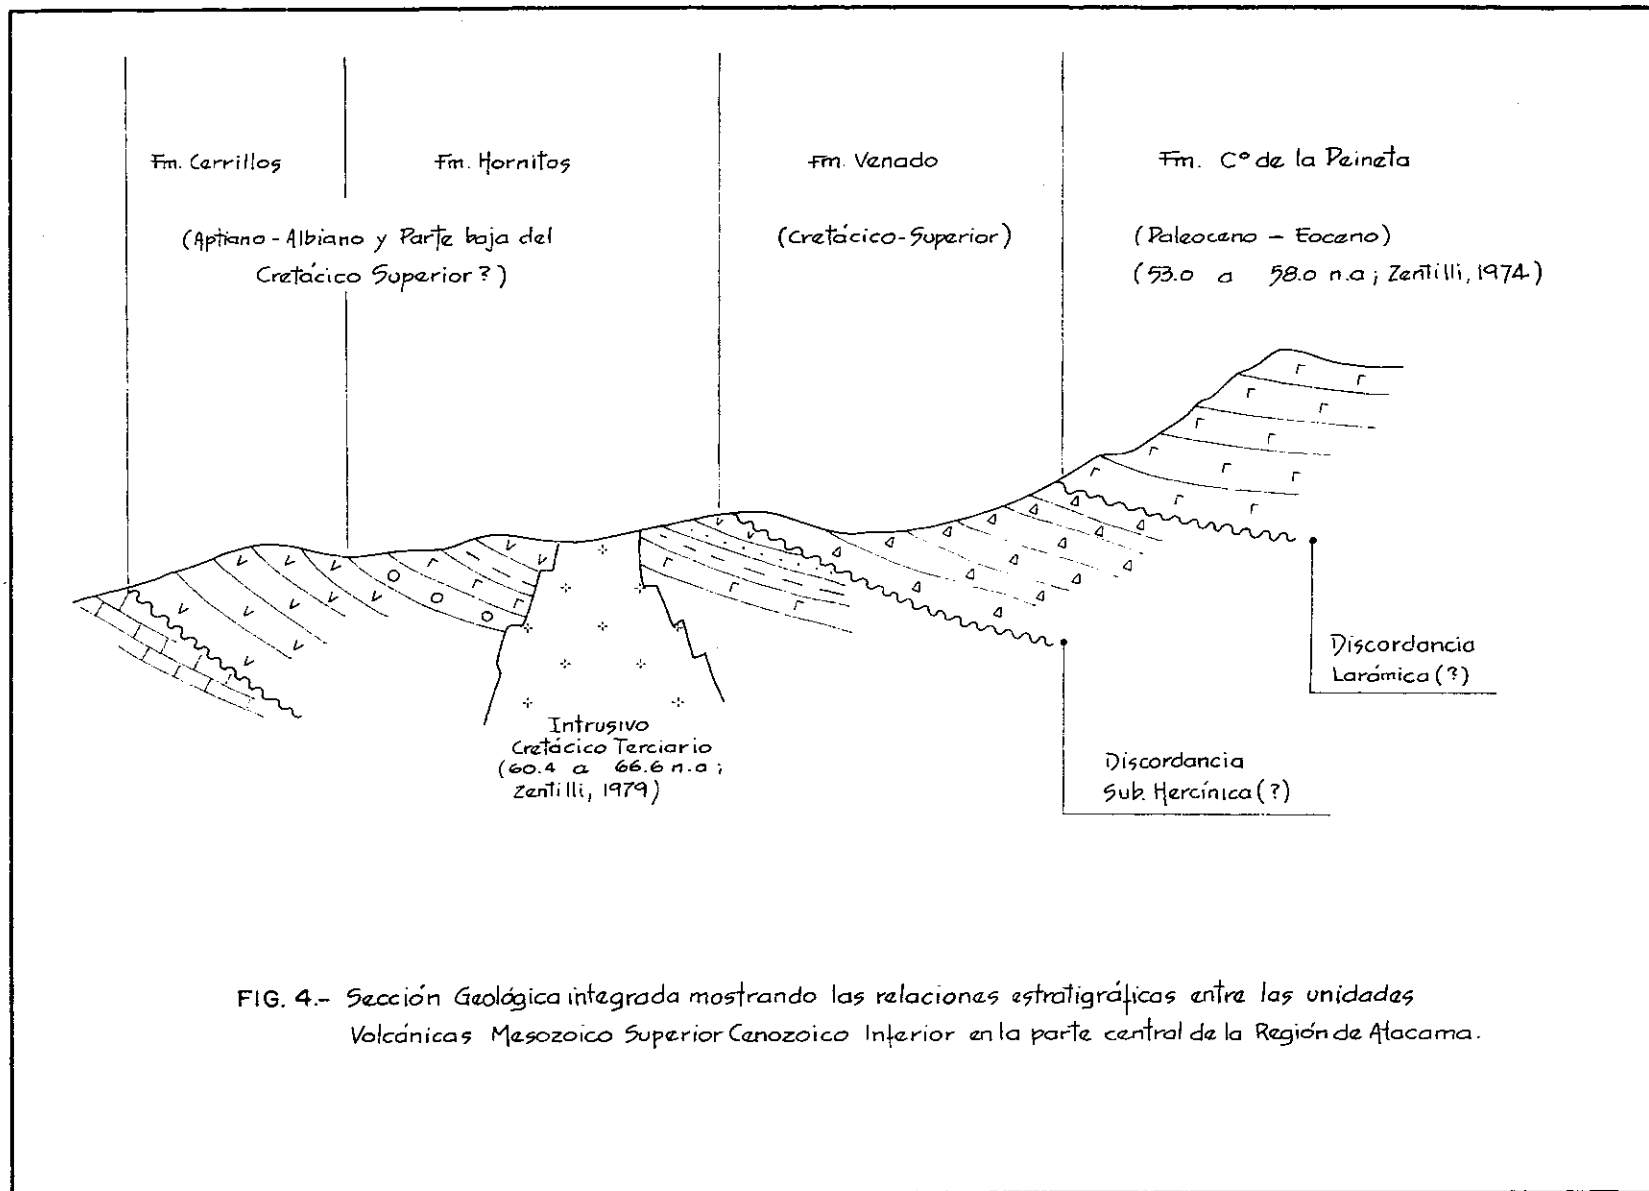 Fm. Cerrillos
Fm. Hornitos
Fm. Venado
Fm. C° de la Peineta
(Aptiano - Albiano y Parte baja del
Cretácico Superior ?)
(Cretácico-Superior)
(Paleoceno - Eoceno)
(53.0 a 58.0 n.a ; Zentilli, 1974)
Intrusivo
Cretácico Terciario
(60.4 a 66.6 n.a ;
Zentilli, 1979)
Discordancia
Larámica (?)
Discordancia
Sub. Hercínica (?)
FIG. 4.- Sección Geológica integrada mostrando las relaciones estratigráficas entre las unidades
Volcánicas Mesozoico Superior Cenozoico Inferior en la parte central de la Región de Atacama.